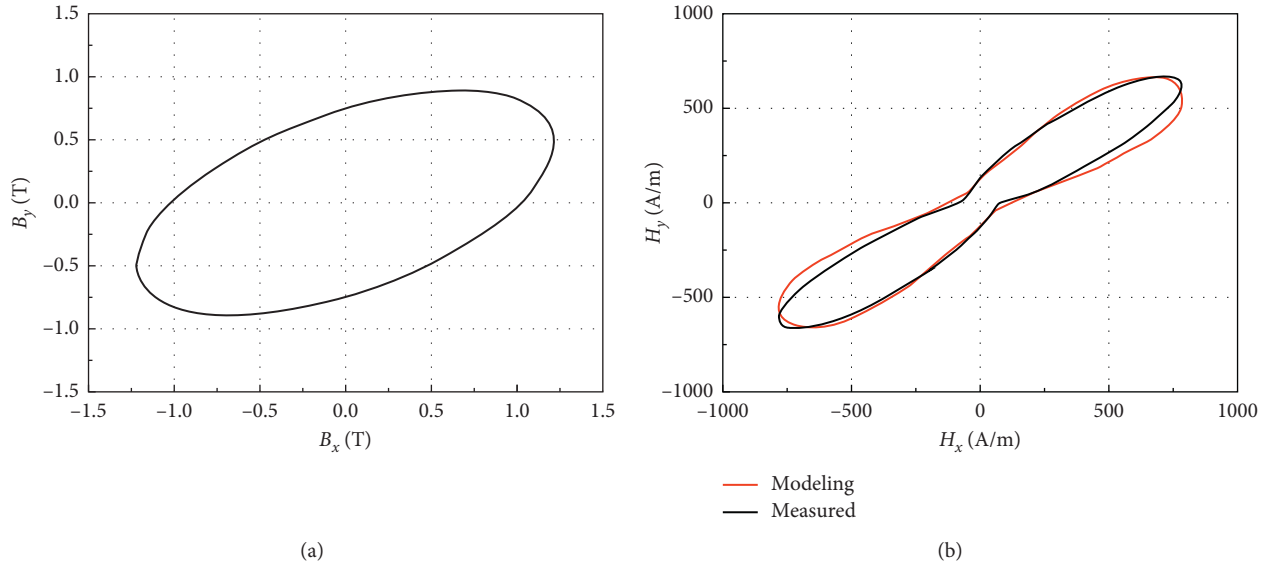 1.5
1.0
0.5
0.0
–0.5
–1.0
–1.5
B_y (T)
–1.5 –1.0 –0.5 0.0 0.5 1.0 1.5
B_x (T)
(a)
1000
500
0
–500
–1000
H_y (A/m)
–1000 –500 0 500 1000
H_x (A/m)
Modeling
Measured
(b)